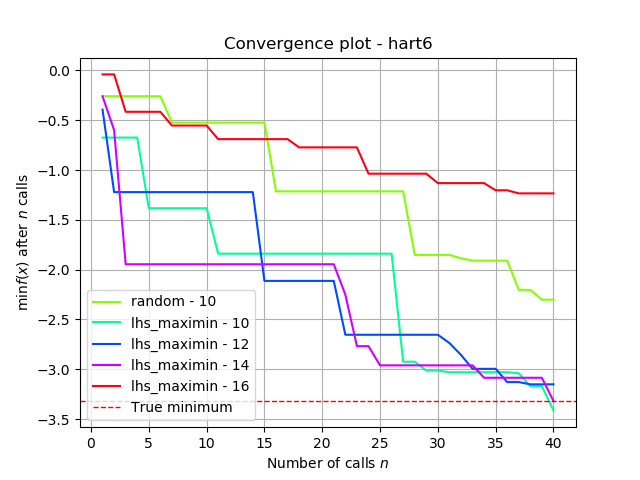 Convergence plot - hart6
0.0
−0.5
−1.0
−1.5
−2.0
−2.5
−3.0
−3.5
min f(x) after n calls
random - 10
lhs_maximin - 10
lhs_maximin - 12
lhs_maximin - 14
lhs_maximin - 16
True minimum
0 5 10 15 20 25 30 35 40
Number of calls n